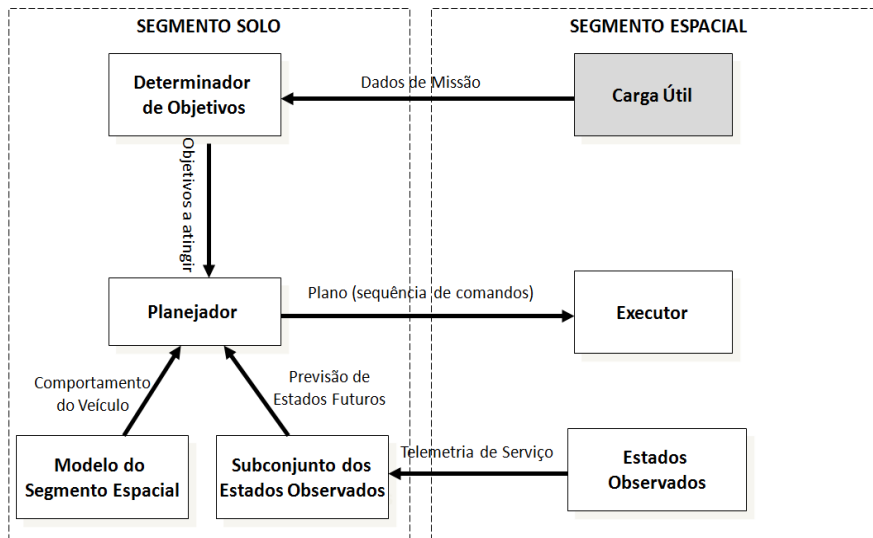 SEGMENTO SOLO
SEGMENTO ESPACIAL
Determinador
de Objetivos
Dados de Missão
Carga Útil
Objetivos a atingir
Planejador
Plano (sequência de comandos)
Executor
Comportamento
do Veículo
Previsão de
Estados Futuros
Modelo do
Segmento Espacial
Subconjunto dos
Estados Observados
Telemetria de Serviço
Estados
Observados